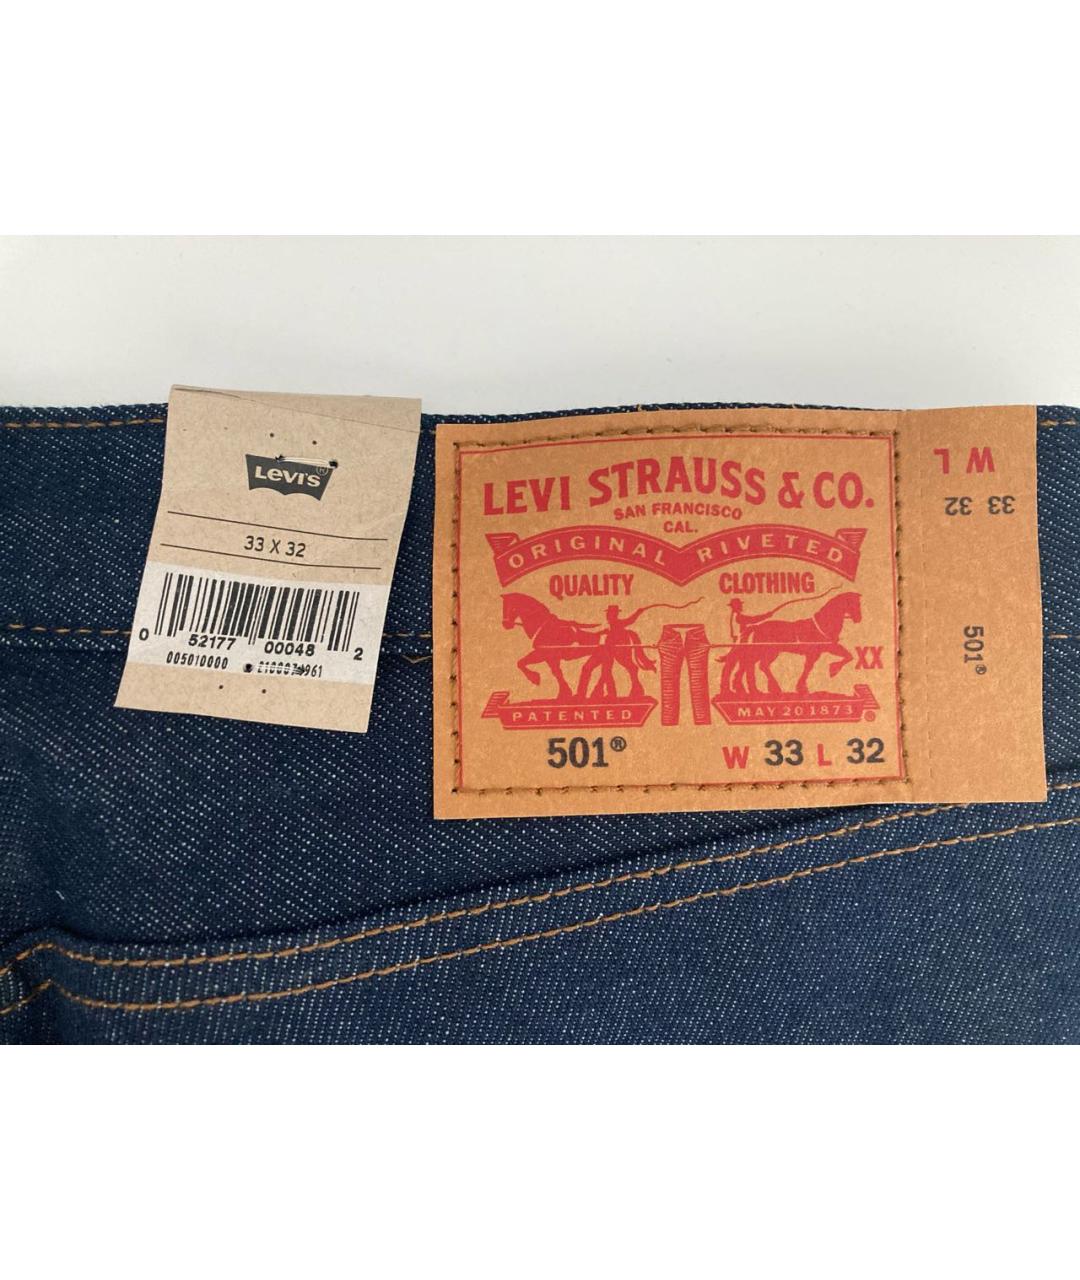 LEVI'S®
33 X 32
0 52177 00048 2
005010000
LEVI STRAUSS & CO.
SAN FRANCISCO
CAL.
ORIGINAL RIVETED
QUALITY CLOTHING
XX
PATENTED MAY 20 1873 ®
501® W 33 L 32
W L
33 32
501®